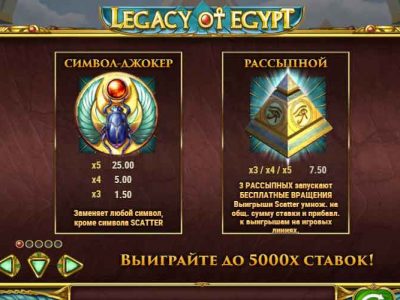 LEGACY OF EGYPT
СИМВОЛ-ДЖОКЕР
x5 25.00
x4 5.00
x3 1.50
Заменяет любой символ,
кроме символа SCATTER
РАССЫПНОЙ
x3 / x4 / x5 7.50
3 РАССЫПНЫХ запускают
БЕСПЛАТНЫЕ ВРАЩЕНИЯ
Выигрыши Scatter умнож. на
общ. сумму ставки и прибавл.
к выигрышам на игровых
линиях.
ВЫИГРАЙТЕ ДО 5000X СТАВОК!